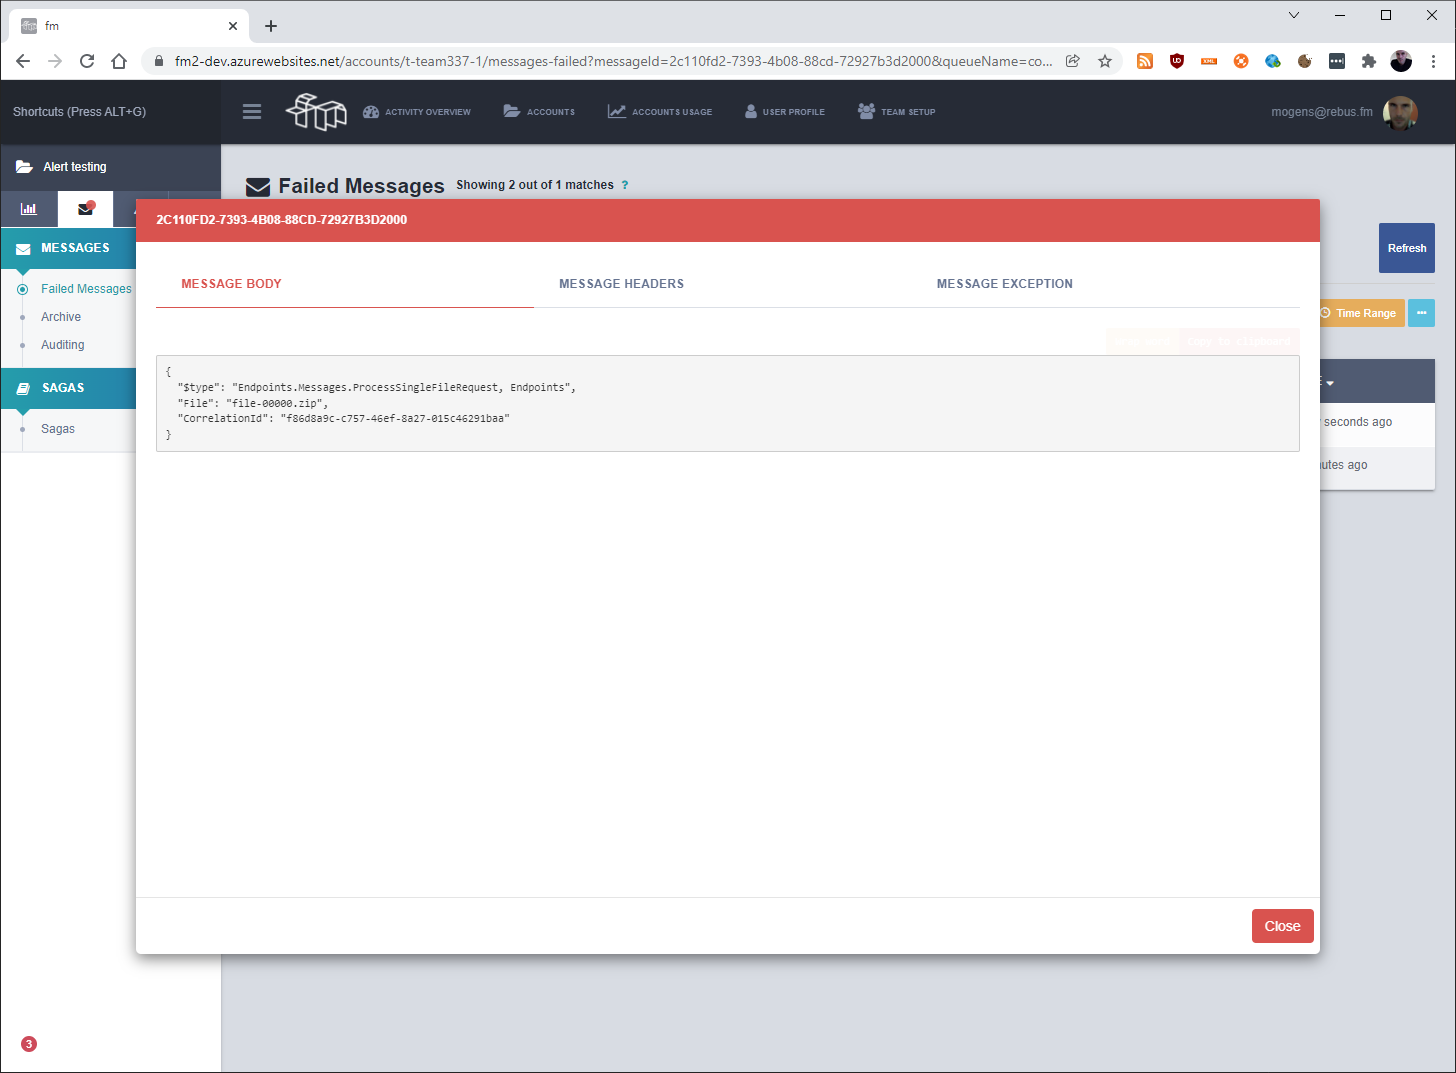 fm
fm2-dev.azurewebsites.net/accounts/t-team337-1/messages-failed?messageId=2c110fd2-7393-4b08-88cd-72927b3d2000&queueName=co...
Shortcuts (Press ALT+G)
ACTIVITY OVERVIEW
ACCOUNTS
ACCOUNTS USAGE
USER PROFILE
TEAM SETUP
mogens@rebus.fm
Alert testing
Failed Messages Showing 2 out of 1 matches ?
2C110FD2-7393-4B08-88CD-72927B3D2000
MESSAGES
Refresh
MESSAGE BODY
MESSAGE HEADERS
MESSAGE EXCEPTION
Failed Messages
Archive
Time Range
Auditing
Copy to clipboard
{
"$type": "Endpoints.Messages.ProcessSingleFileRequest, Endpoints",
"File": "file-00000.zip",
"CorrelationId": "f86d8a9c-c757-46ef-8a27-015c46291baa"
}
SAGAS
seconds ago
Sagas
ago
Close
3